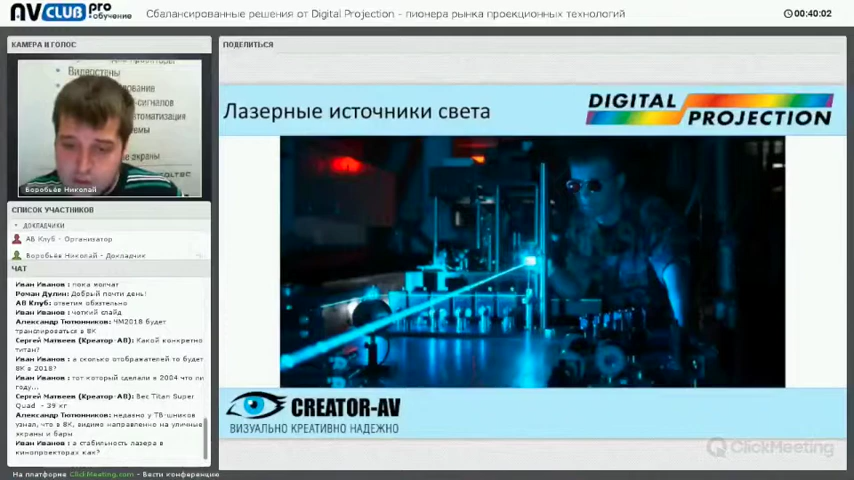 AV CLUB pro
обучение
Сбалансированные решения от Digital Projection - пионера рынка проекционных технологий
00:40:02
КАМЕРА И ГОЛОС
ПОДЕЛИТЬСЯ
Видеостены
Воробьёв Николай
СПИСОК УЧАСТНИКОВ
ДОКЛАДЧИКИ
АВ Клуб - Организатор
Воробьев Николай - Докладчик
ЧАТ
Иван Иванов : пока молчат
Роман Дулин: Добрый почти день!
АВ Клуб: ответим обязательно
Иван Иванов : четкий слайд
Александр Тютюнников: ЧМ2018 будет
транслироваться в 8К
Сергей Матвеев (Креатор-АВ): Какой конкретно
титан?
Иван Иванов : а сколько отображателей то будет
8К в 2018?
Иван Иванов : тот который сделали в 2004 что ли
году...
Сергей Матвеев (Креатор-АВ): Вес Titan Super
Quad - 39 кг
Александр Тютюнников: недавно у ТВ-шников
узнал, что в 8К, видимо направленно на уличные
экраны и бары
Иван Иванов : а стабильность лазера в
кинопроекторах как?
Лазерные источники света
DIGITAL
PROJECTION
CREATOR-AV
ВИЗУАЛЬНО КРЕАТИВНО НАДЕЖНО
ClickMeeting
На платформе ClickMeeting.com - Вести конференцию